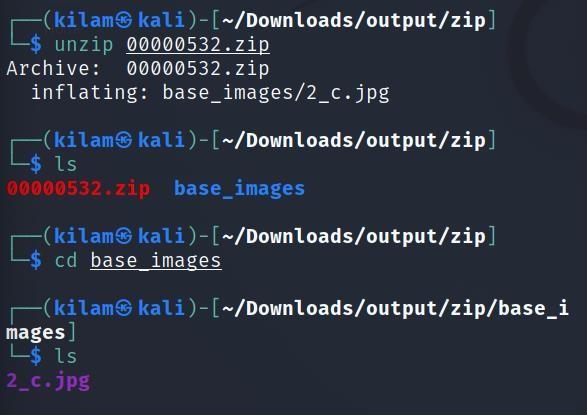 ┌──(kilam㉿kali)-[~/Downloads/output/zip]
└─$ unzip 00000532.zip
Archive:  00000532.zip
  inflating: base_images/2_c.jpg
┌──(kilam㉿kali)-[~/Downloads/output/zip]
└─$ ls
00000532.zip  base_images
┌──(kilam㉿kali)-[~/Downloads/output/zip]
└─$ cd base_images
┌──(kilam㉿kali)-[~/Downloads/output/zip/base_i
mages]
└─$ ls
2_c.jpg